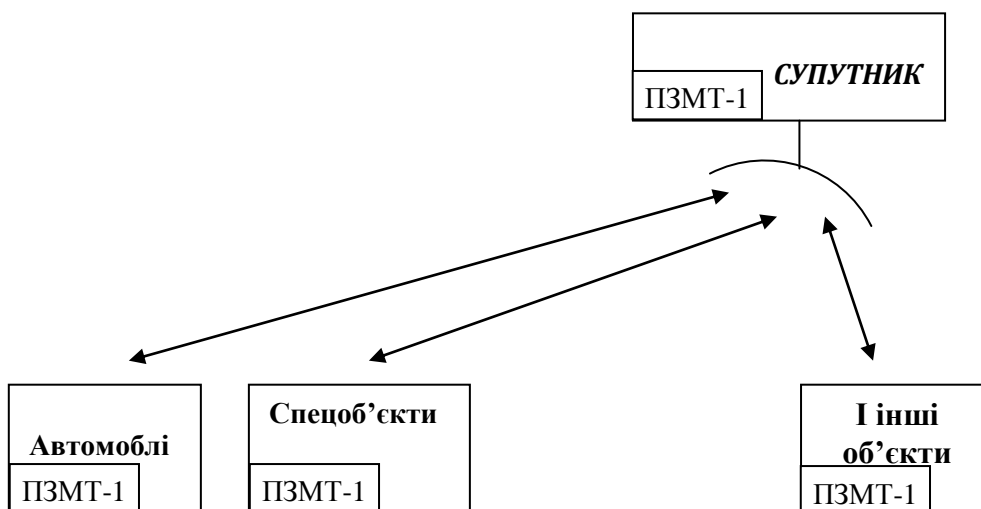 СУПУТНИК
ПЗМТ-1
Автомоблі
ПЗМТ-1
Спецоб’єкти
ПЗМТ-1
І інші
об’єкти
ПЗМТ-1